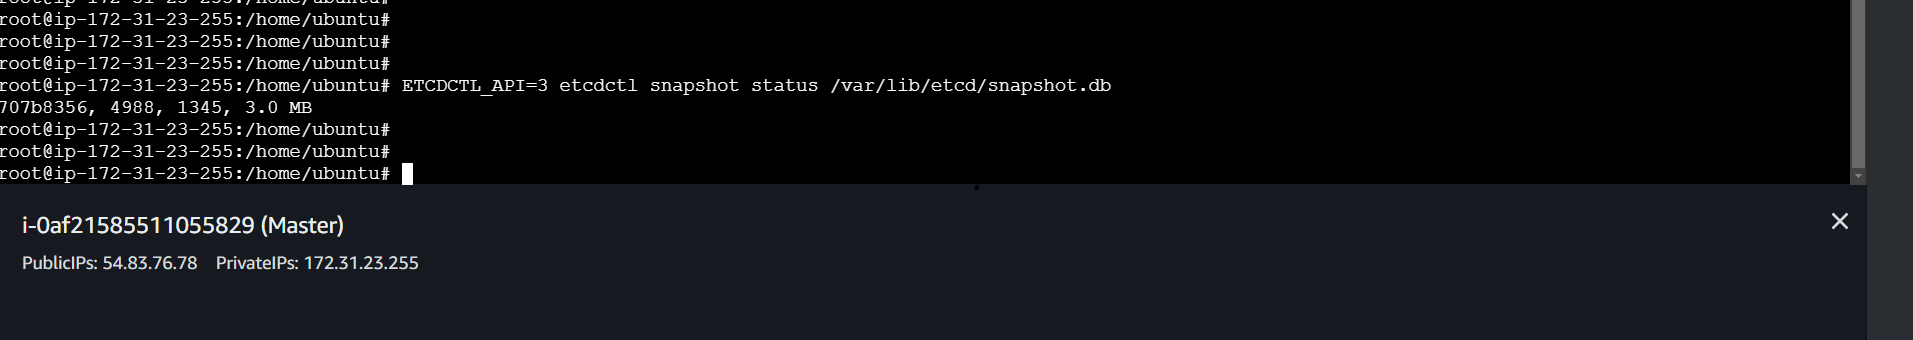 root@ip-172-31-23-255:/home/ubuntu#
root@ip-172-31-23-255:/home/ubuntu#
root@ip-172-31-23-255:/home/ubuntu#
root@ip-172-31-23-255:/home/ubuntu# ETCDCTL_API=3 etcdctl snapshot status /var/lib/etcd/snapshot.db
707b8356, 4988, 1345, 3.0 MB
root@ip-172-31-23-255:/home/ubuntu#
root@ip-172-31-23-255:/home/ubuntu#
root@ip-172-31-23-255:/home/ubuntu#
i-0af21585511055829 (Master)
PublicIPs: 54.83.76.78 PrivateIPs: 172.31.23.255